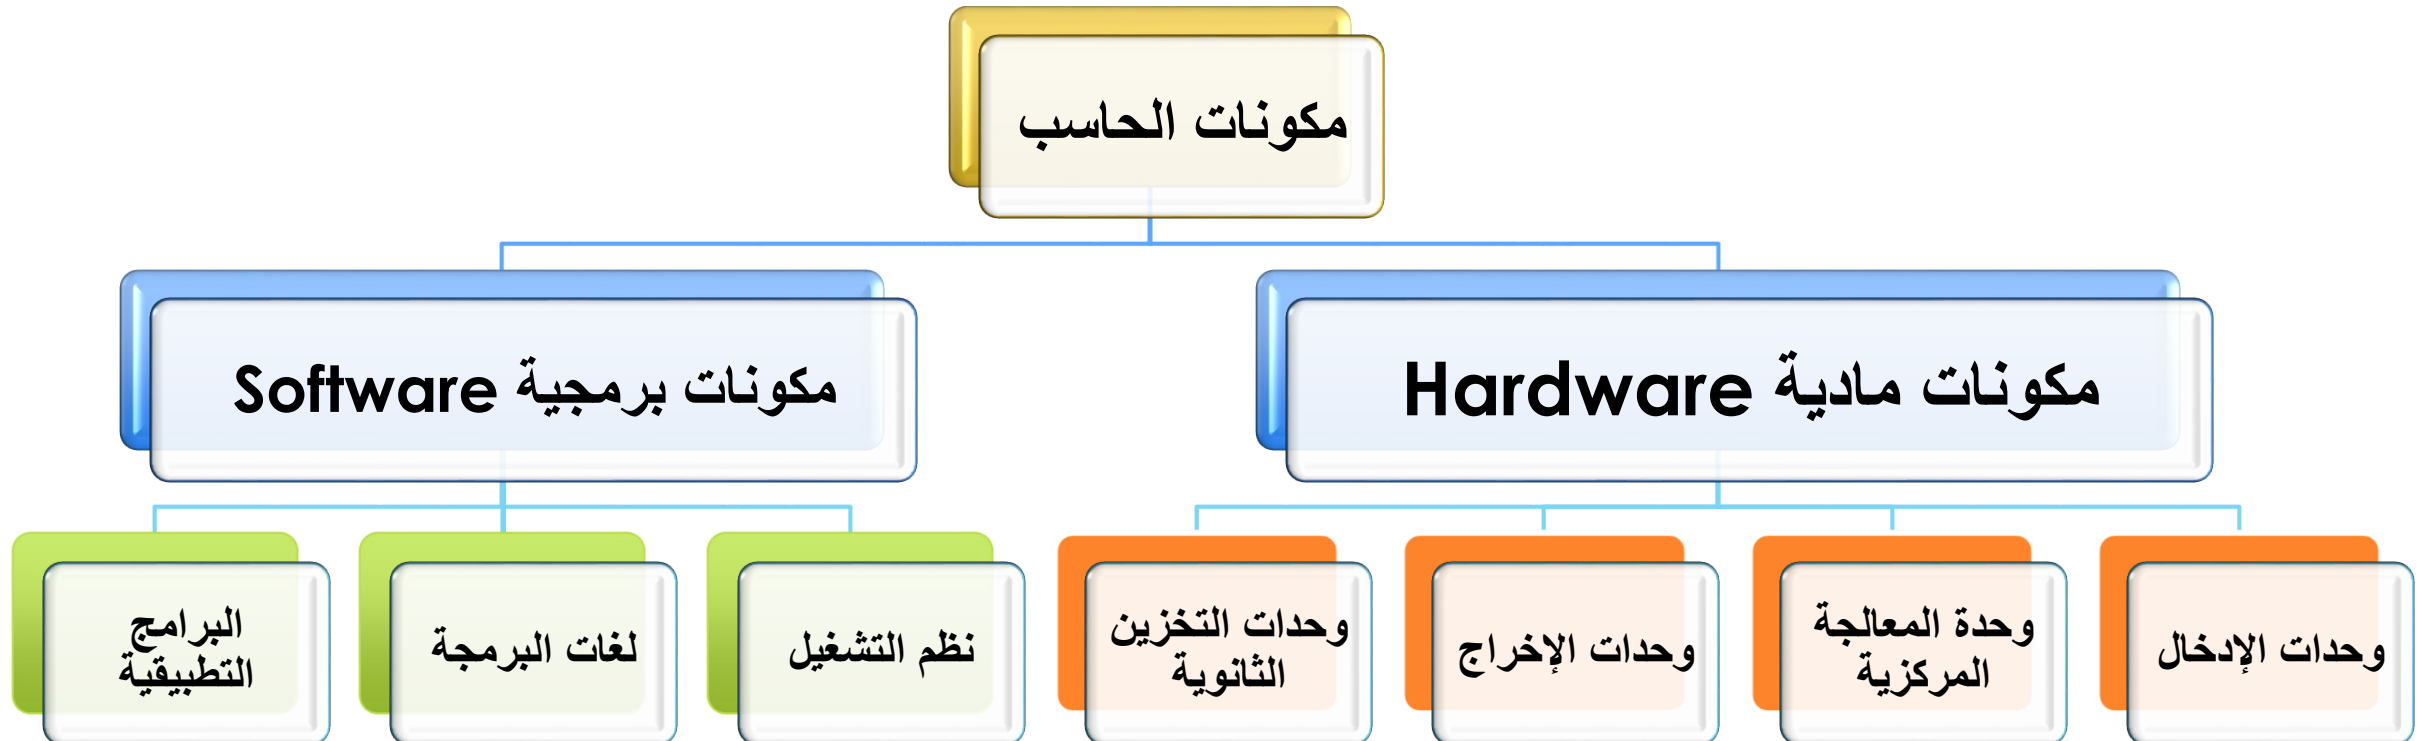 مكونات الحاسب
مكونات مادية Hardware
مكونات برمجية Software
وحدات الإدخال
وحدة المعالجة
المركزية
وحدات الإخراج
وحدات التخزين
الثانوية
نظم التشغيل
لغات البرمجة
البرامج
التطبيقية